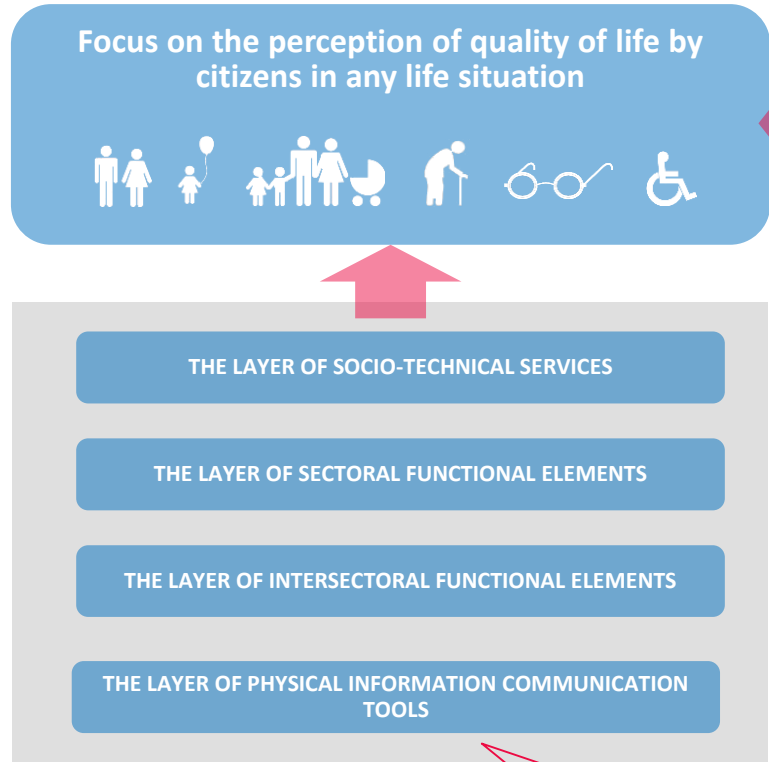 Focus on the perception of quality of life by
citizens in any life situation
THE LAYER OF SOCIO-TECHNICAL SERVICES
THE LAYER OF SECTORAL FUNCTIONAL ELEMENTS
THE LAYER OF INTERSECTORAL FUNCTIONAL ELEMENTS
THE LAYER OF PHYSICAL INFORMATION COMMUNICATION
TOOLS